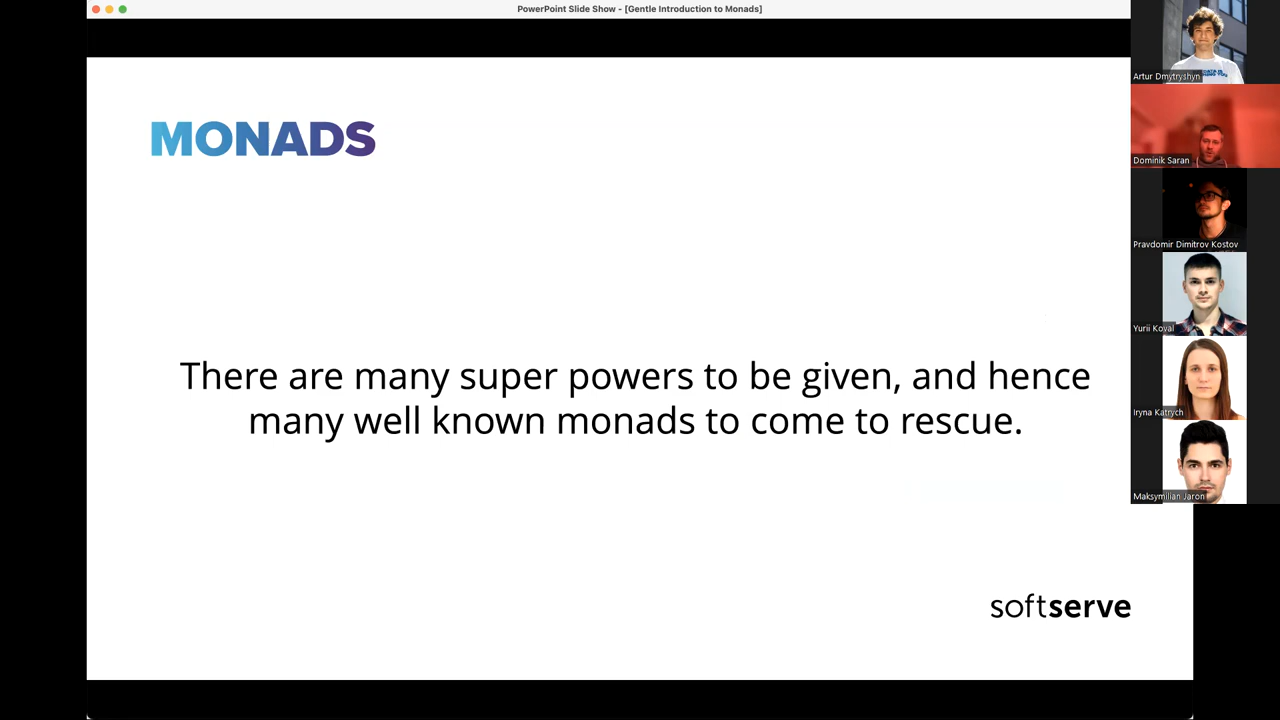 PowerPoint Slide Show - [Gentle Introduction to Monads]
MONADS
There are many super powers to be given, and hence
many well known monads to come to rescue.
softserve
Artur Dmytryshyn
Dominik Saran
Pravdomir Dimitrov Kostov
Yurii Koval
Iryna Katrych
Maksymilian Jaron